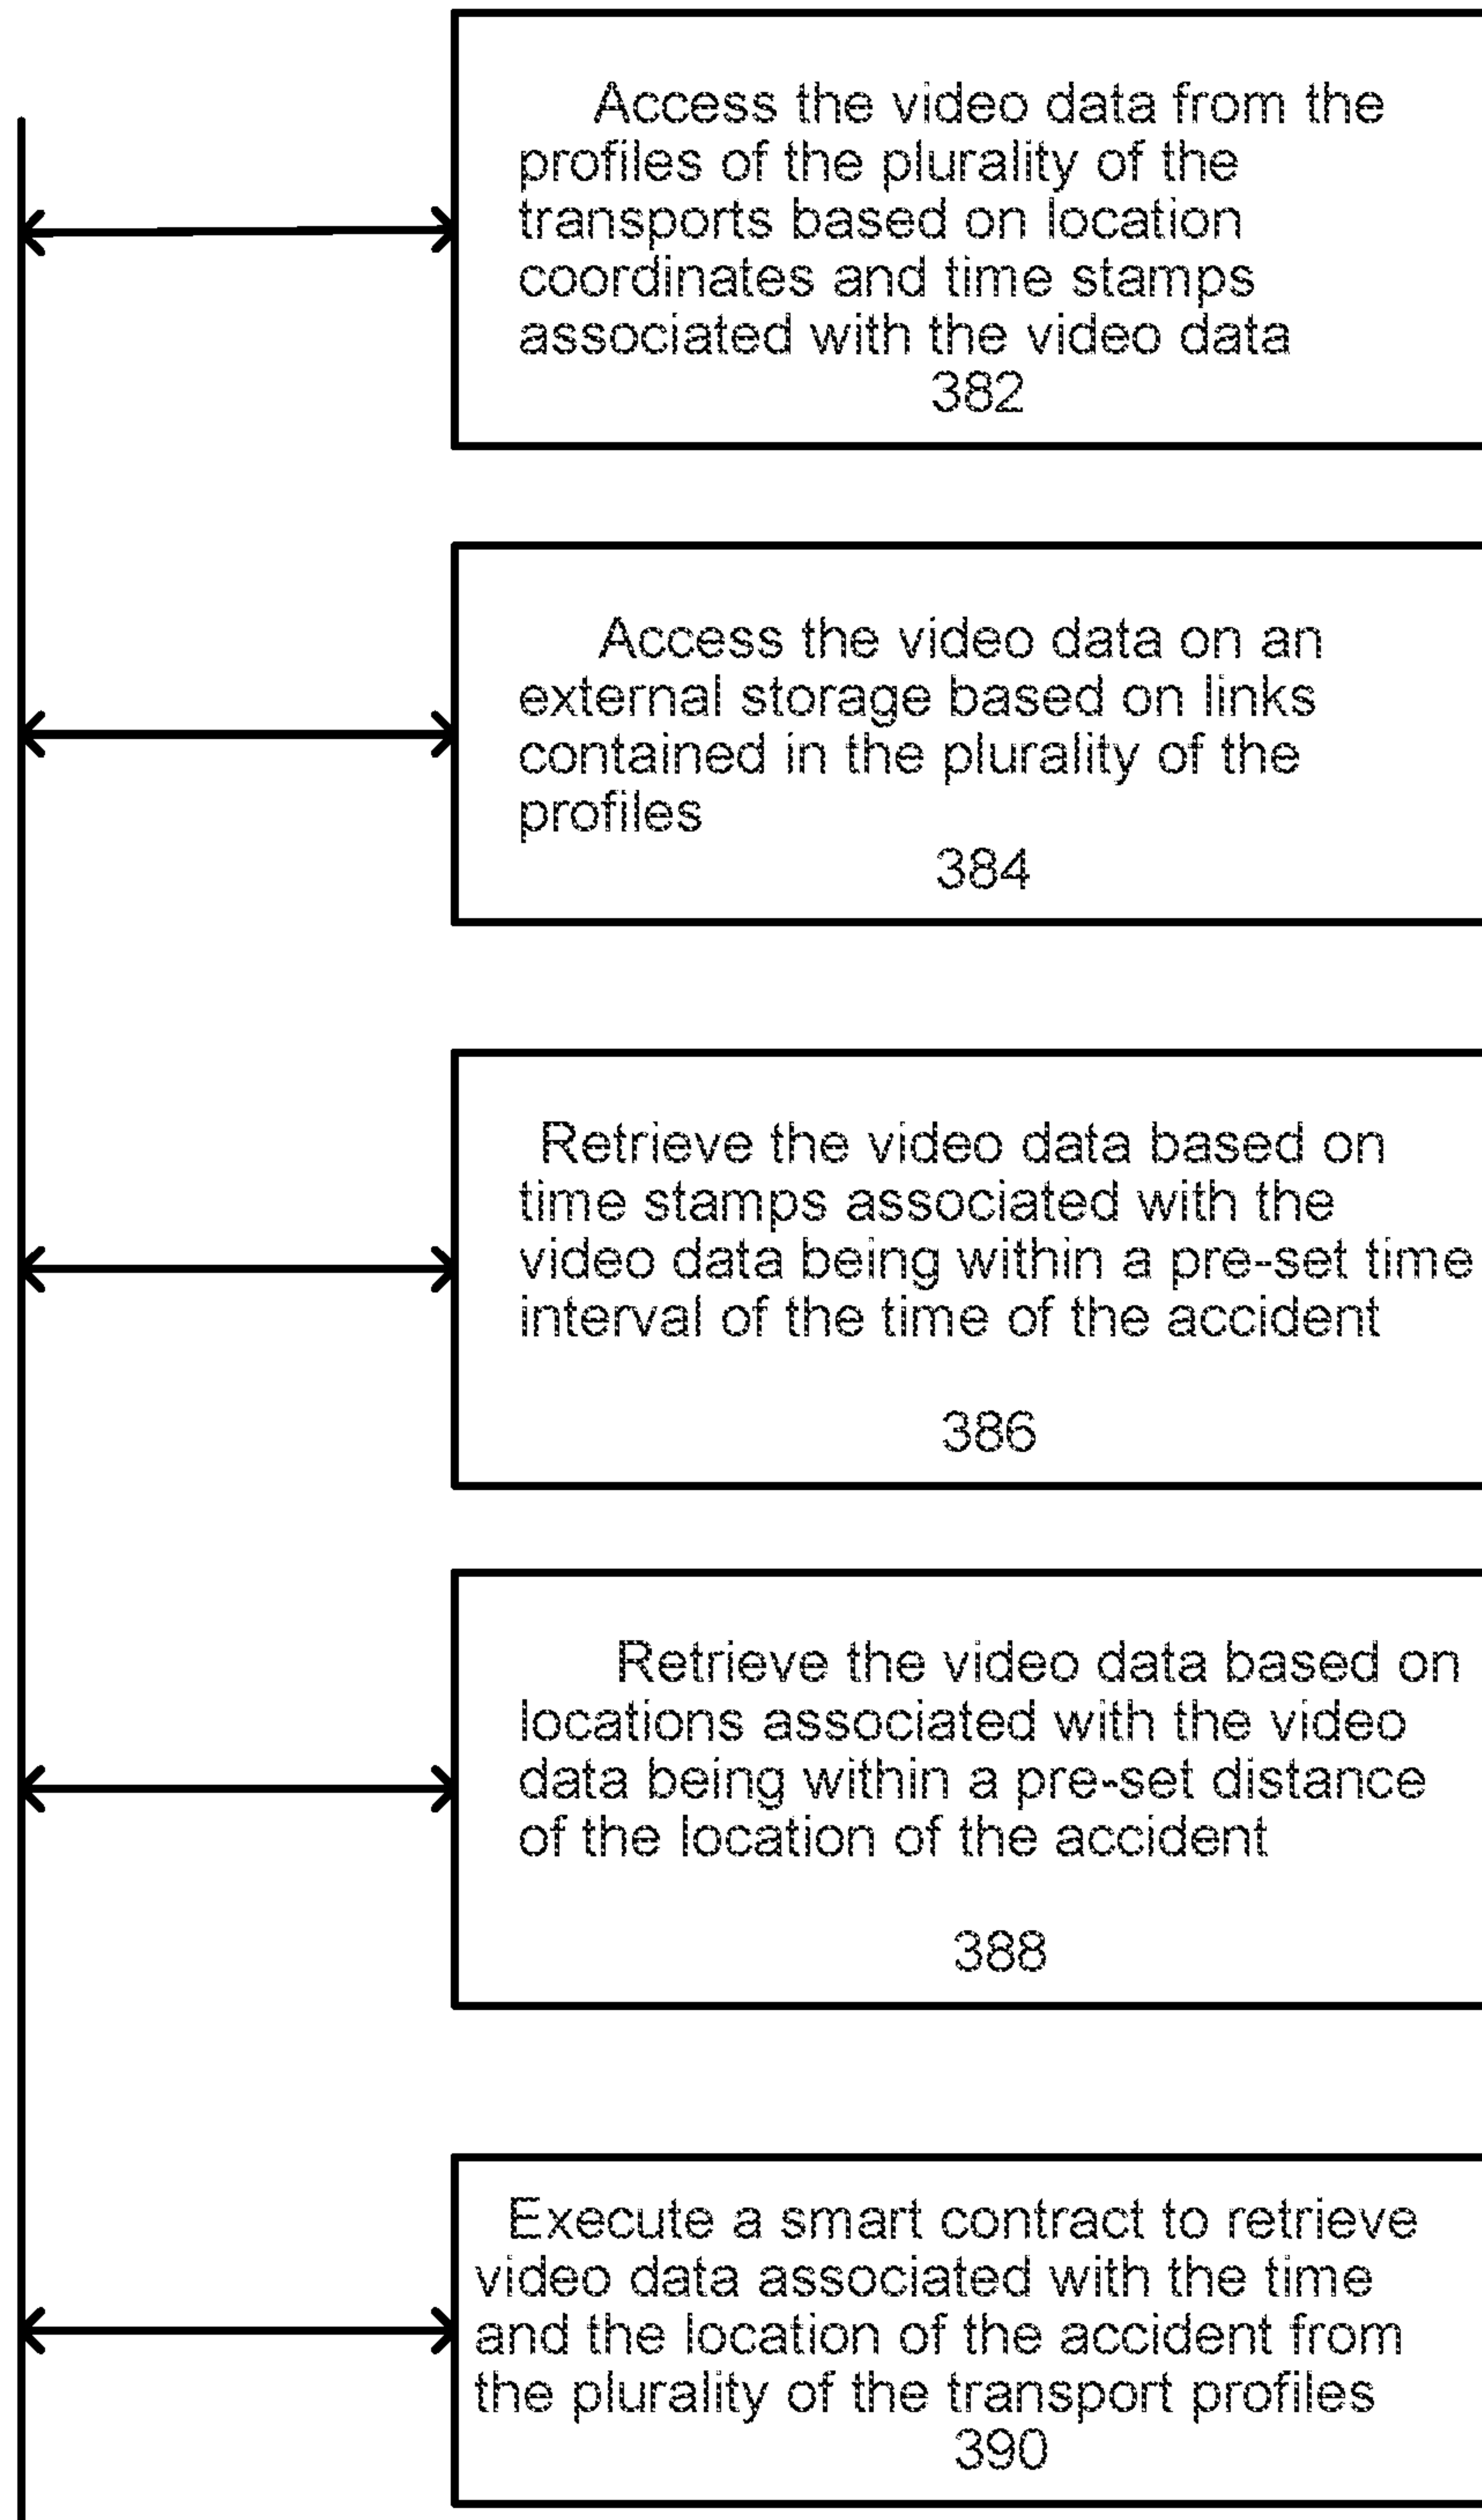 Access the video data from the
profiles of the plurality of the
transports based on location
coordinates and time stamps
associated with the video data
382
Access the video data on an
external storage based on links
contained in the plurality of the
profiles
384
Retrieve the video data based on
time stamps associated with the
video data being within a pre-set time
interval of the time of the accident
386
Retrieve the video data based on
locations associated with the video
data being within a pre-set distance
of the location of the accident
388
Execute a smart contract to retrieve
video data associated with the time
and the location of the accident from
the plurality of the transport profiles
390